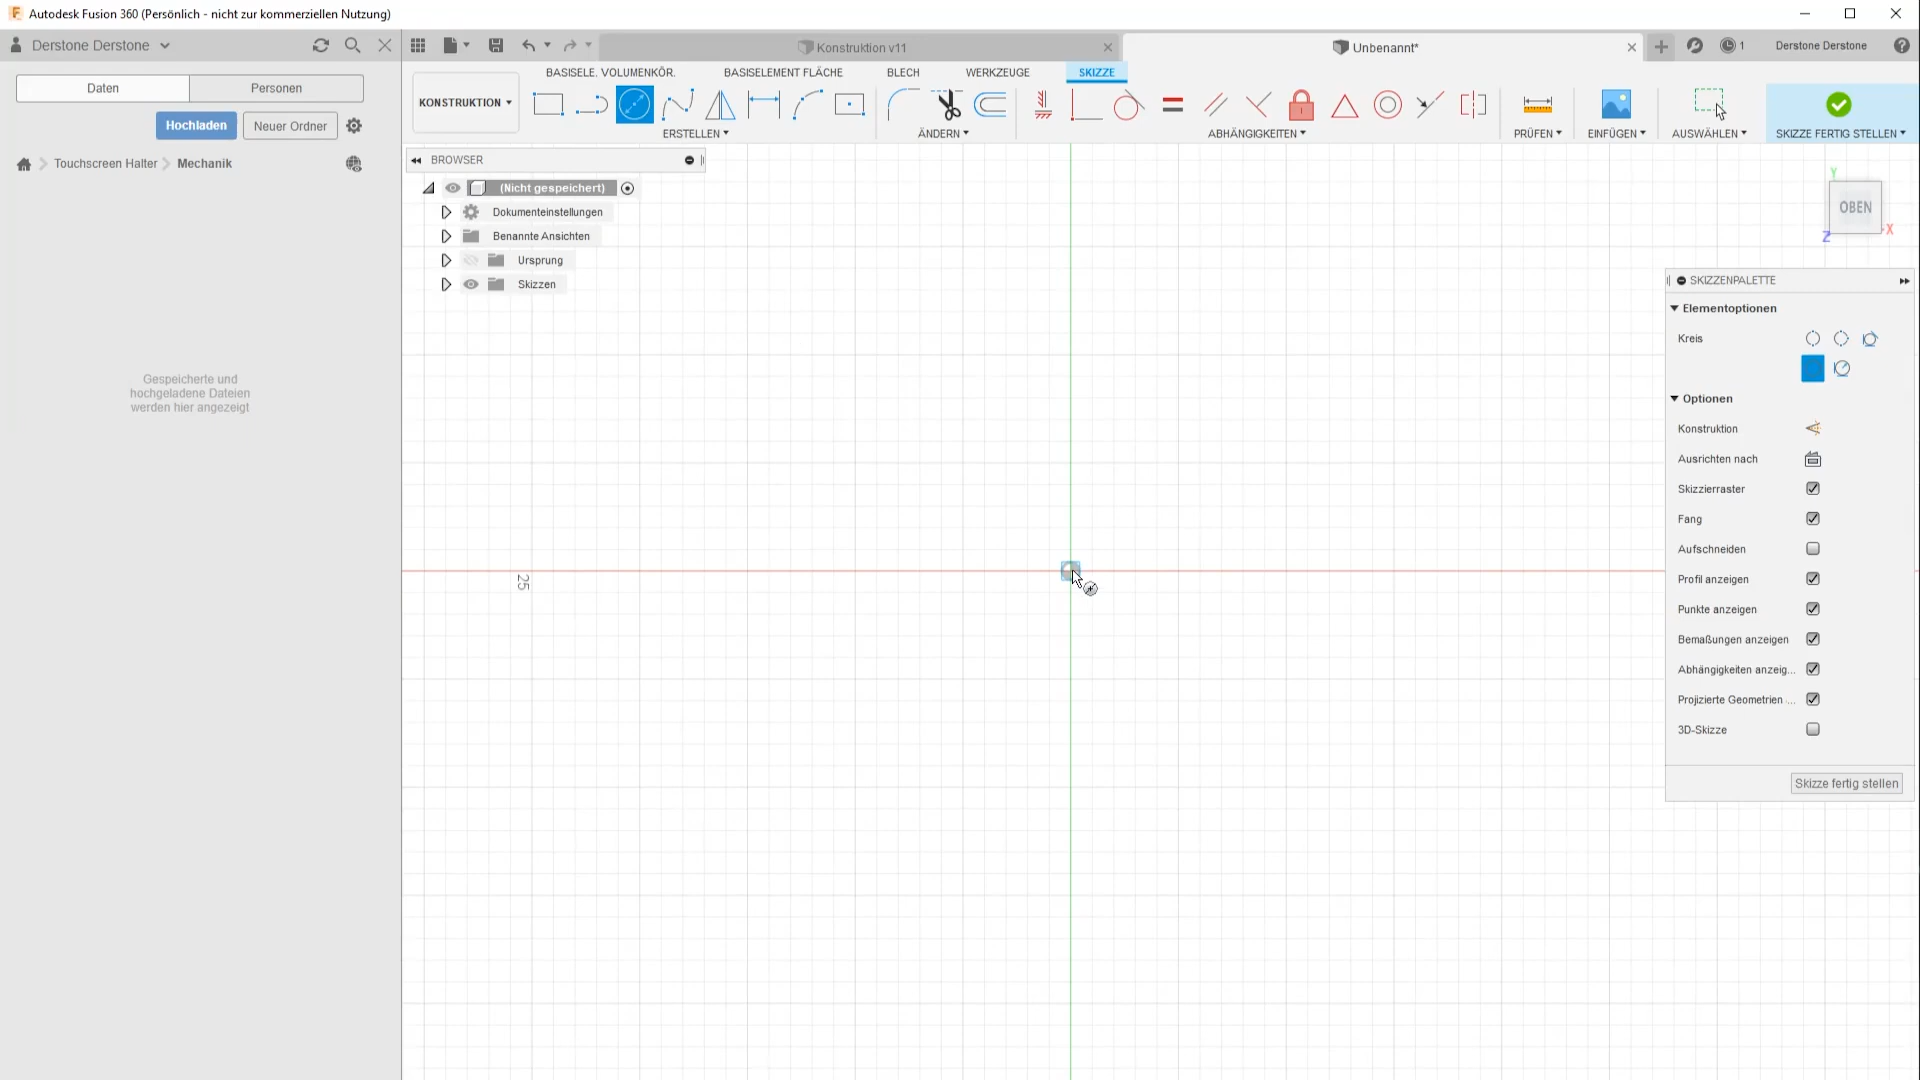 Autodesk Fusion 360 (Persönlich - nicht zur kommerziellen Nutzung)
Derstone Derstone
Konstruktion v11
Unbenannt*
1
Derstone Derstone
Daten
Personen
BASISELE. VOLUMENKÖR.
BASISELEMENT FLÄCHE
BLECH
WERKZEUGE
SKIZZE
KONSTRUKTION
ERSTELLEN
ÄNDERN
ABHÄNGIGKEITEN
PRÜFEN
EINFÜGEN
AUSWÄHLEN
SKIZZE FERTIG STELLEN
Hochladen
Neuer Ordner
Touchscreen Halter
Mechanik
Gespeicherte und
hochgeladene Dateien
werden hier angezeigt
BROWSER
(Nicht gespeichert)
Dokumenteinstellungen
Benannte Ansichten
Ursprung
Skizzen
25
Y
OBEN
X
Z
SKIZZENPALETTE
Elementoptionen
Kreis
Optionen
Konstruktion
Ausrichten nach
Skizzierraster
Fang
Aufschneiden
Profil anzeigen
Punkte anzeigen
Bemaßungen anzeigen
Abhängigkeiten anzeig...
Projizierte Geometrien ...
3D-Skizze
Skizze fertig stellen